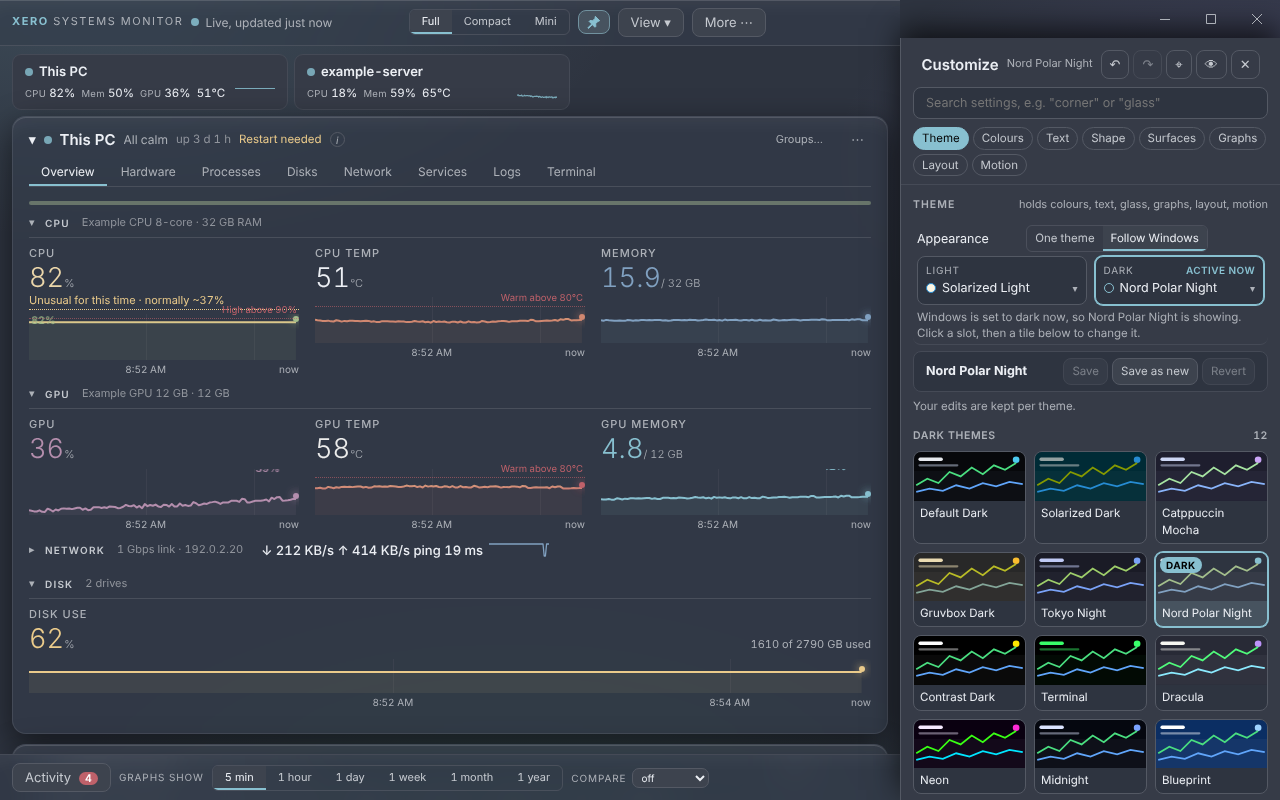 XERO SYSTEMS MONITOR Live, updated just now Full Compact Mini View ▾ More ⋯
This PC
CPU 82% Mem 50% GPU 36% 51°C
example-server
CPU 18% Mem 59% 65°C
▾ This PC All calm up 3 d 1 h Restart needed i Groups... ⋯
Overview Hardware Processes Disks Network Services Logs Terminal
▾ CPU Example CPU 8-core · 32 GB RAM
CPU
82%
Unusual for this time · normally ~37%
High above 90%
82%
8:52 AM now
CPU TEMP
51°C
Warm above 80°C
8:52 AM now
MEMORY
15.9/ 32 GB
8:52 AM now
▾ GPU Example GPU 12 GB · 12 GB
GPU
36%
8:52 AM now
GPU TEMP
58°C
Warm above 80°C
8:52 AM now
GPU MEMORY
4.8/ 12 GB
8:52 AM now
▸ NETWORK 1 Gbps link · 192.0.2.20 ↓ 212 KB/s ↑ 414 KB/s ping 19 ms
▾ DISK 2 drives
DISK USE
62%
1610 of 2790 GB used
8:52 AM 8:54 AM now
Activity 4 GRAPHS SHOW 5 min 1 hour 1 day 1 week 1 month 1 year COMPARE off
Customize Nord Polar Night
Search settings, e.g. "corner" or "glass"
Theme Colours Text Shape Surfaces Graphs
Layout Motion
THEME holds colours, text, glass, graphs, layout, motion
Appearance One theme Follow Windows
LIGHT
Solarized Light ▾
DARK ACTIVE NOW
Nord Polar Night ▾
Windows is set to dark now, so Nord Polar Night is showing.
Click a slot, then a tile below to change it.
Nord Polar Night Save Save as new Revert
Your edits are kept per theme.
DARK THEMES 12
Default Dark
Solarized Dark
Catppuccin
Mocha
Gruvbox Dark
Tokyo Night
DARK
Nord Polar Night
Contrast Dark
Terminal
Dracula
Neon
Midnight
Blueprint